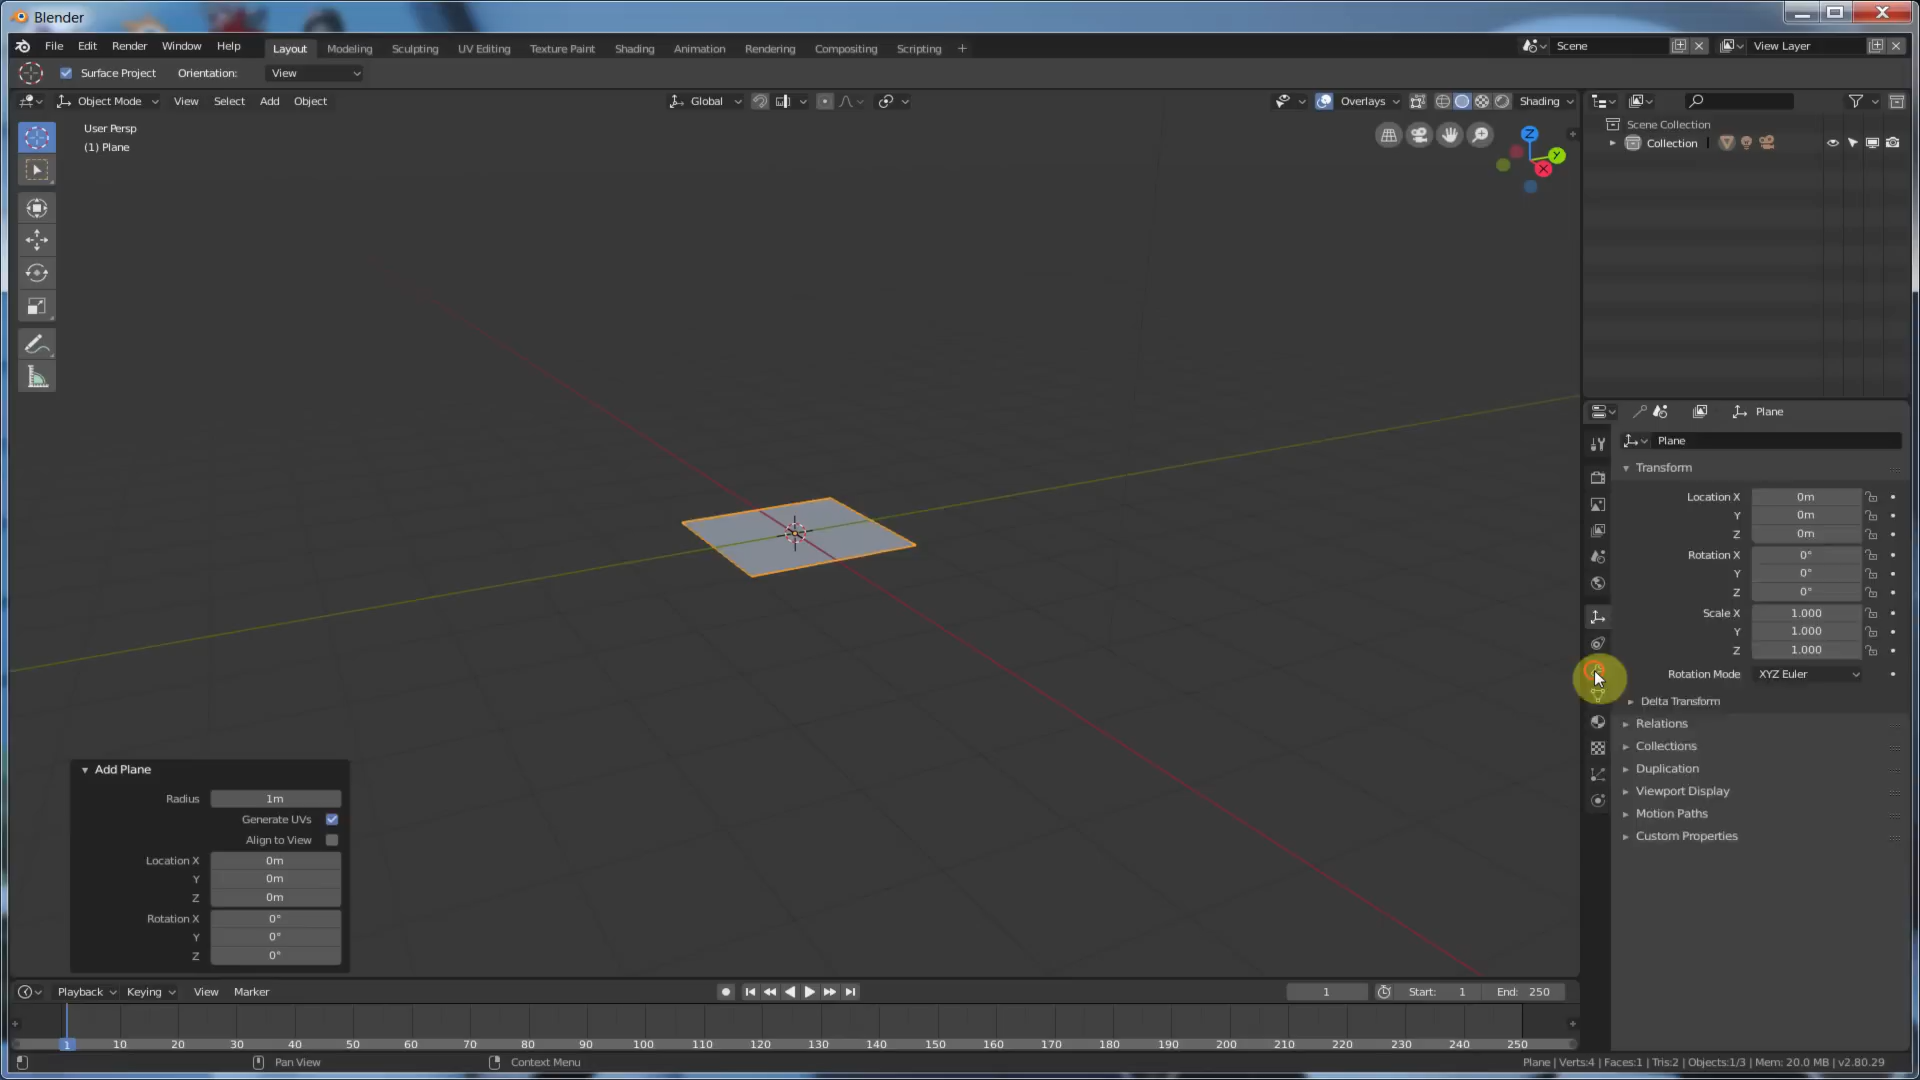 Blender
File Edit Render Window Help Layout Modeling Sculpting UV Editing Texture Paint Shading Animation Rendering Compositing Scripting + Scene View Layer
Surface Project Orientation: View
Object Mode View Select Add Object Global Overlays Shading
User Persp
(1) Plane
Z
Y
X
Scene Collection
Collection
Plane
Plane
Transform
Location X 0m
Y 0m
Z 0m
Rotation X 0°
Y 0°
Z 0°
Scale X 1.000
Y 1.000
Z 1.000
Rotation Mode XYZ Euler
Delta Transform
Relations
Collections
Duplication
Viewport Display
Motion Paths
Custom Properties
Add Plane
Radius 1m
Generate UVs
Align to View
Location X 0m
Y 0m
Z 0m
Rotation X 0°
Y 0°
Z 0°
Playback Keying View Marker 1 Start: 1 End: 250
1 10 20 30 40 50 60 70 80 90 100 110 120 130 140 150 160 170 180 190 200 210 220 230 240 250
Pan View Context Menu Plane | Verts:4 | Faces:1 | Tris:2 | Objects:1/3 | Mem: 20.0 MB | v2.80.29